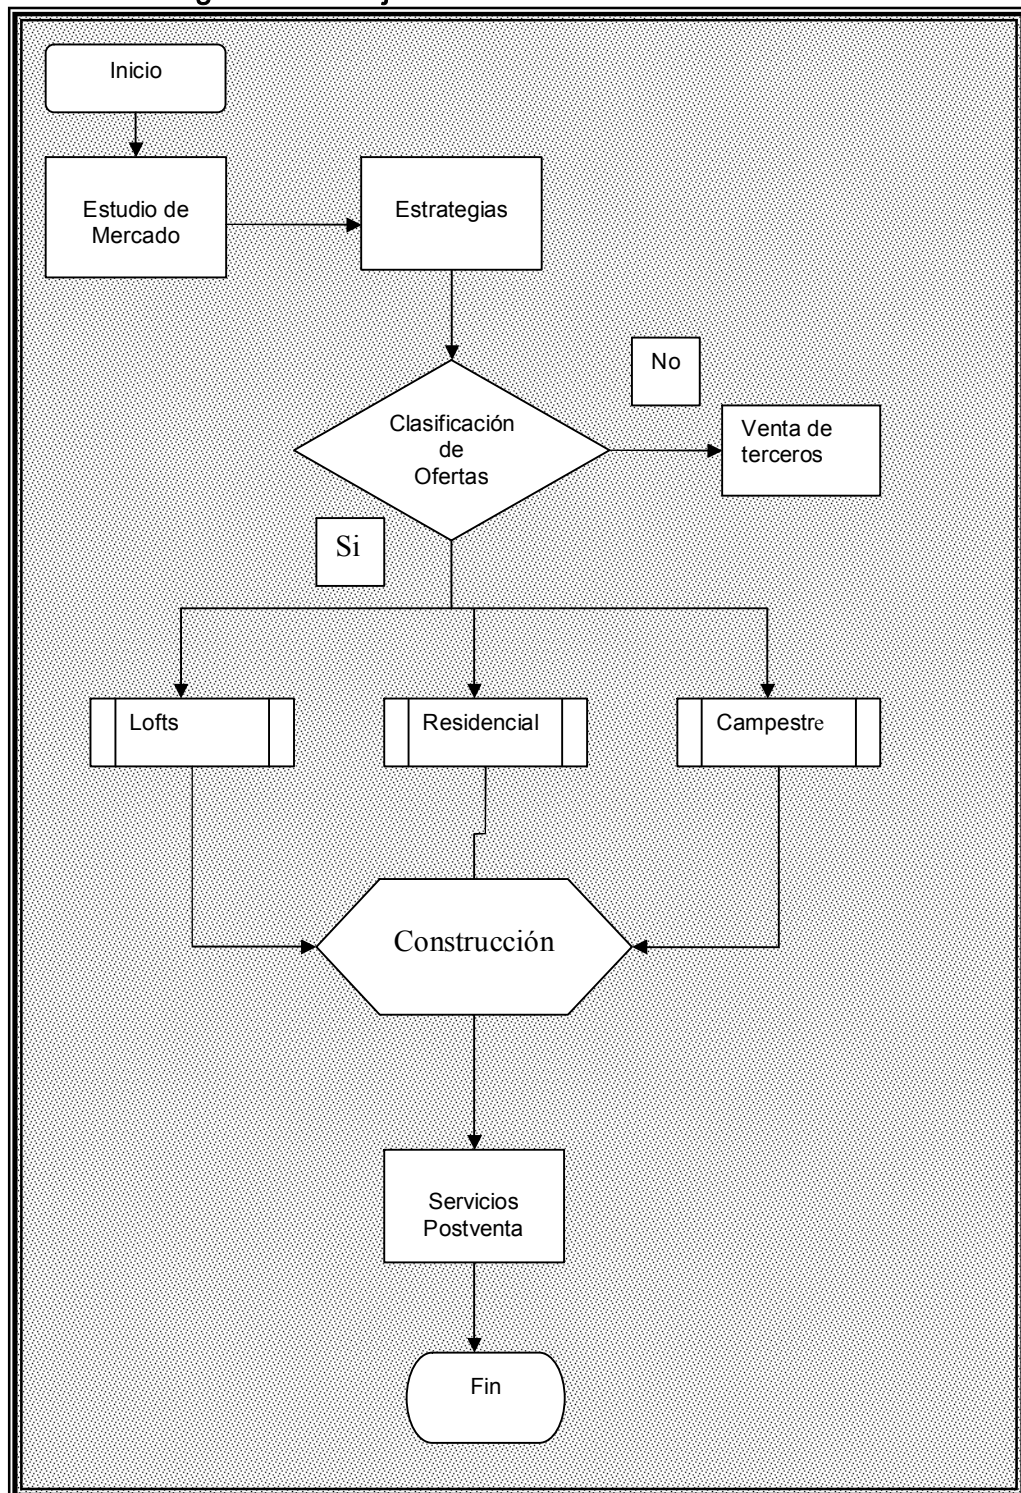 Inicio
Estudio de
Mercado
Estrategias
No
Clasificación
de
Ofertas
Venta de
terceros
Si
Lofts
Residencial
Campestre
Construcción
Servicios
Postventa
Fin